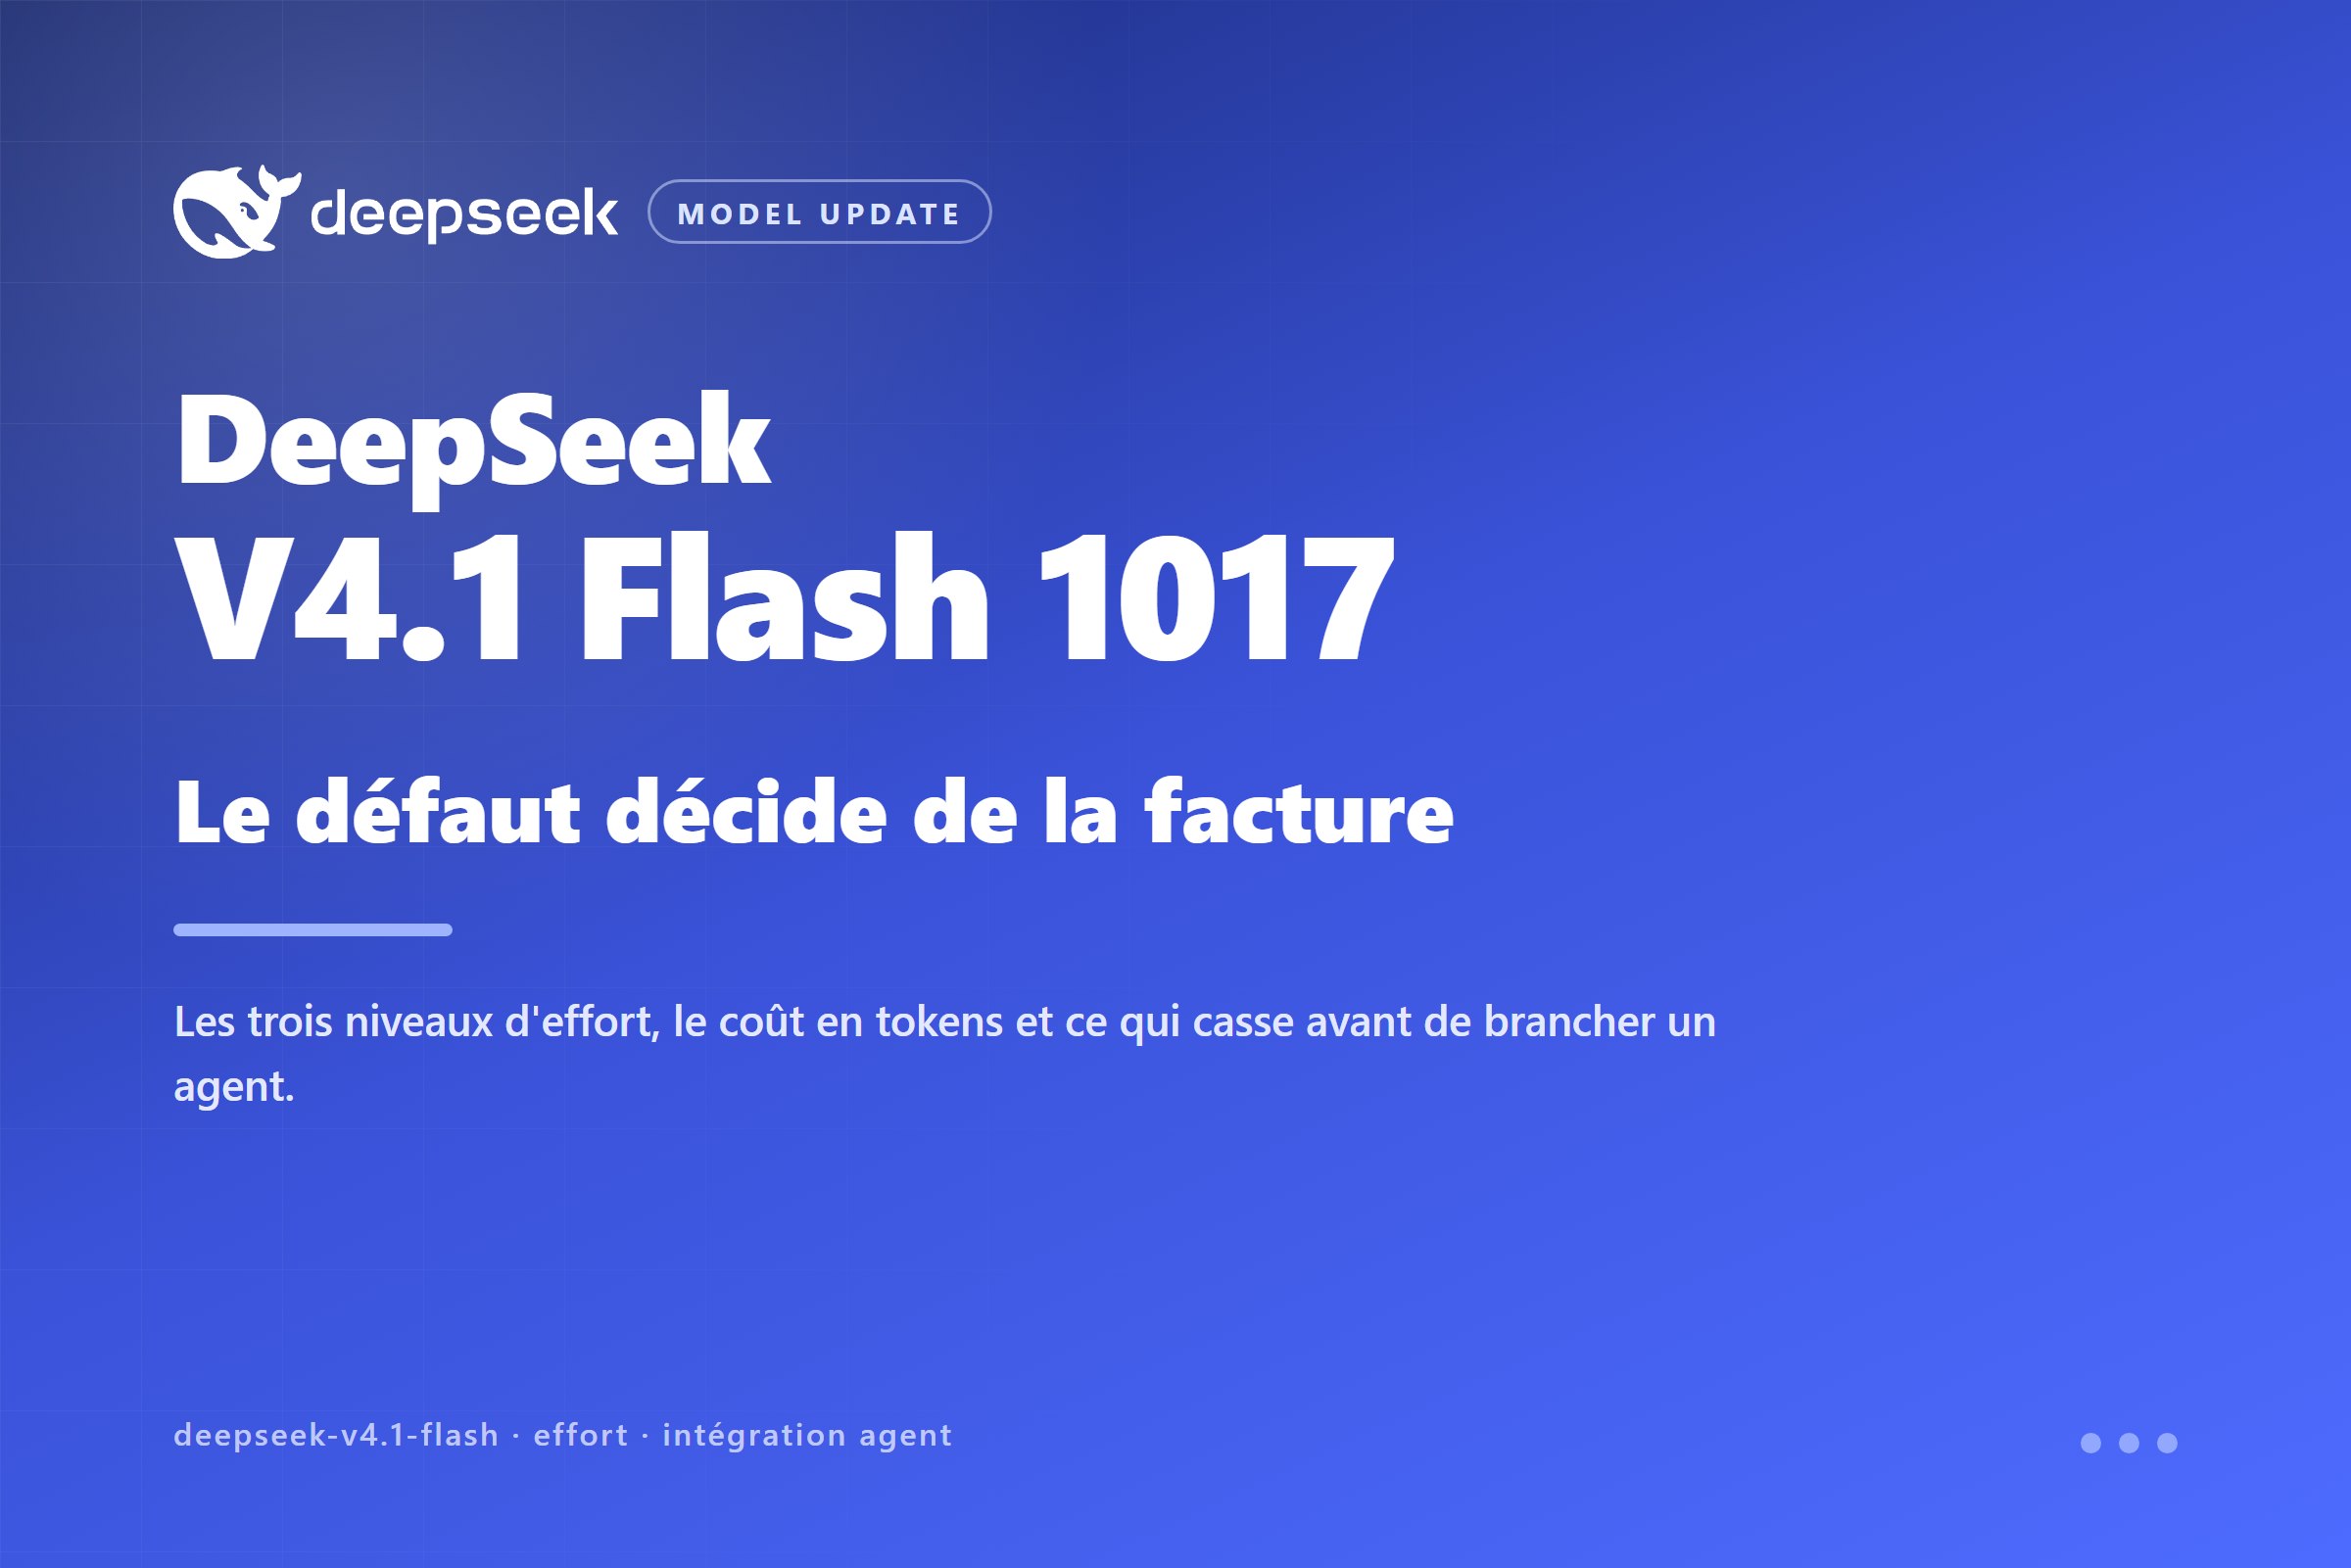 deepseek MODEL UPDATE
DeepSeek
V4.1 Flash 1017
Le défaut décide de la facture
Les trois niveaux d'effort, le coût en tokens et ce qui casse avant de brancher un
agent.
deepseek-v4.1-flash · effort · intégration agent